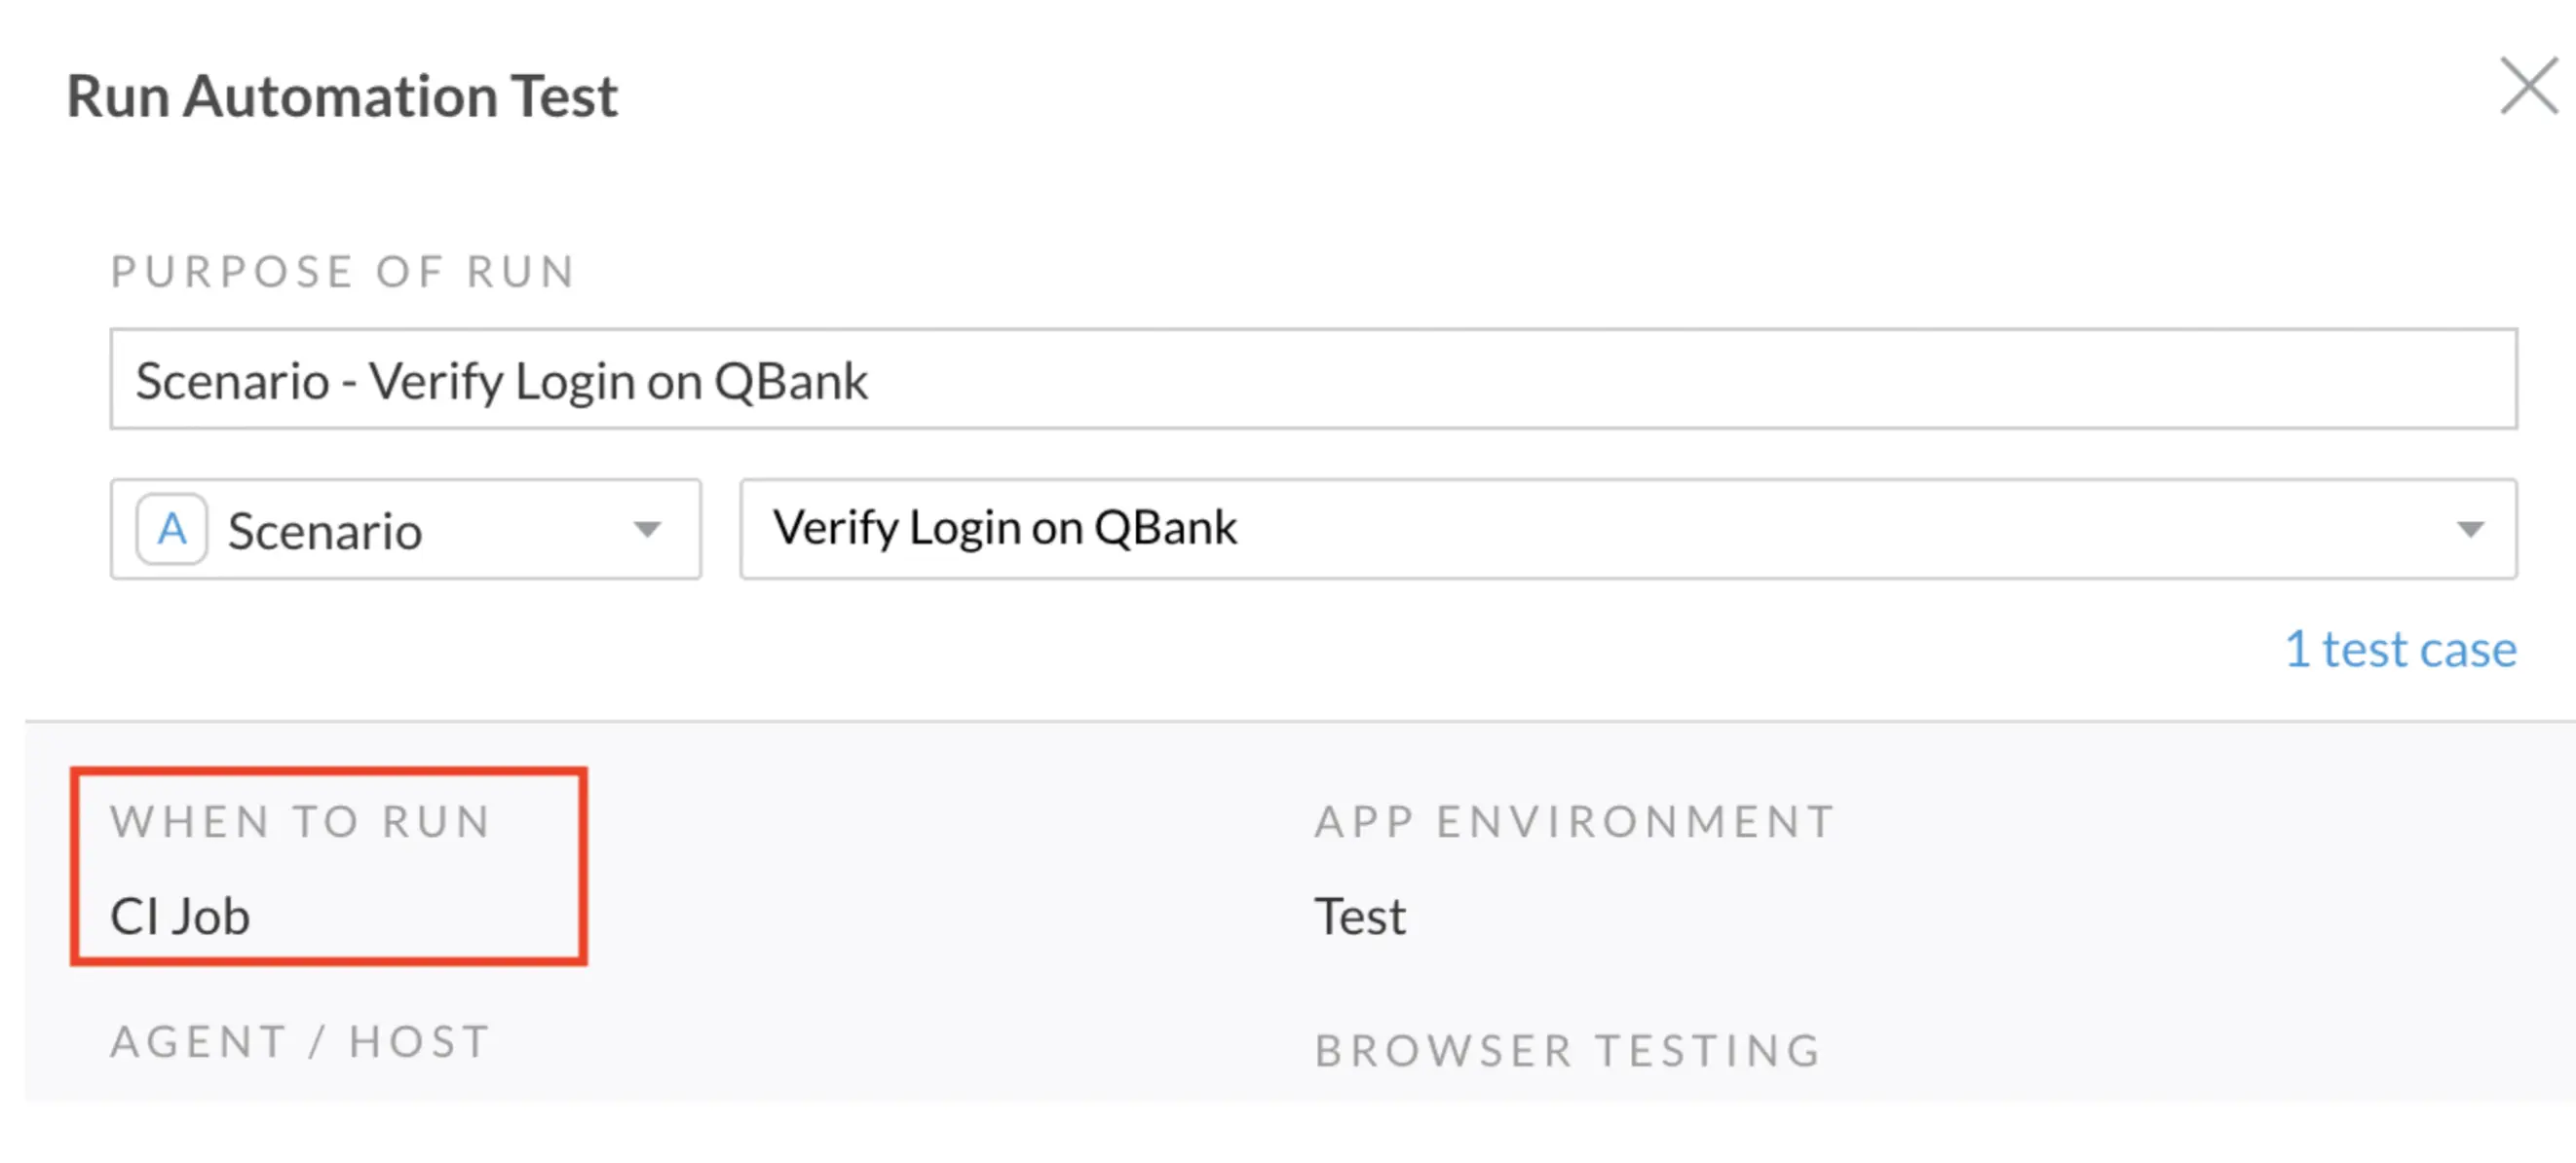 Run Automation Test
PURPOSE OF RUN
Scenario - Verify Login on QBank
A Scenario
Verify Login on QBank
1 test case
WHEN TO RUN
CI Job
APP ENVIRONMENT
Test
AGENT / HOST
BROWSER TESTING